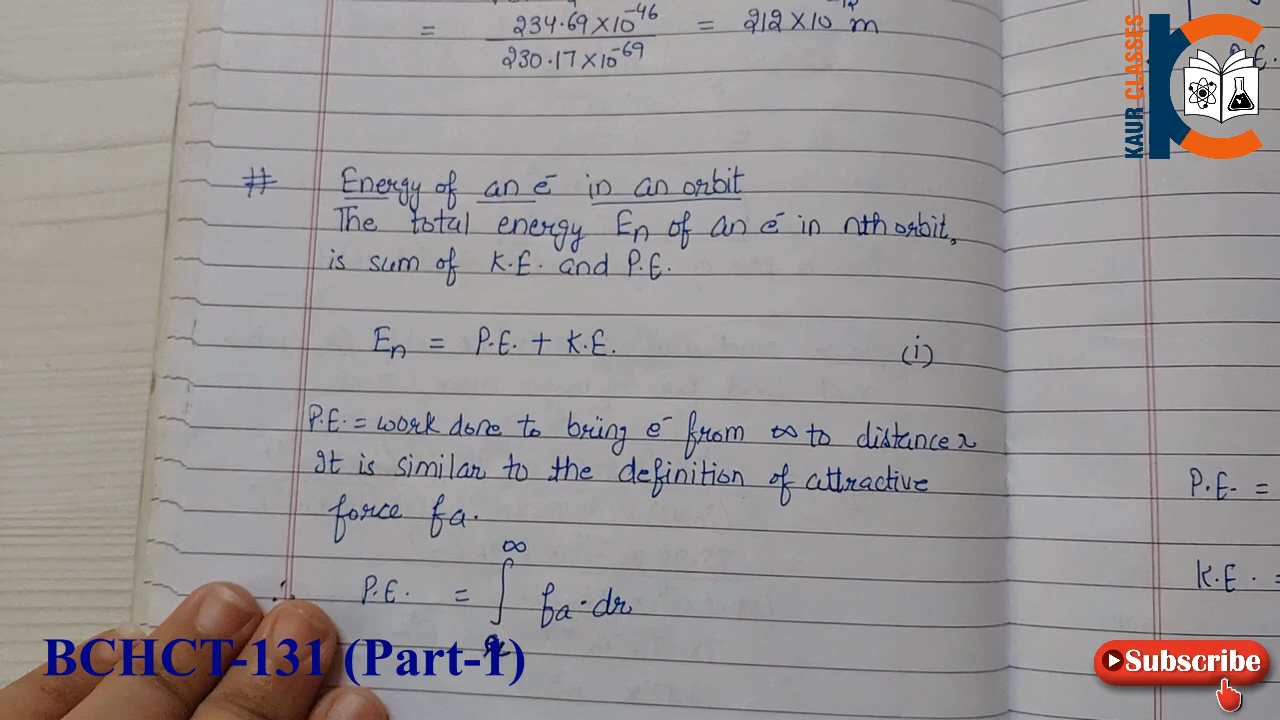 = 234.69 × 10⁻⁴⁶ / 230.17 × 10⁻⁶⁹ = 212 × 10⁻¹² m
KAUR CLASSES
# Energy of an e⁻ in an orbit
The total energy En of an e⁻ in nth orbit,
is sum of K.E. and P.E.
En = P.E. + K.E. (i)
P.E. = work done to bring e⁻ from ∞ to distance r
It is similar to the definition of attractive
force fa.
∴ P.E. = ∫ r ∞ fa . dr
P.E. =
K.E. =
BCHCT-131 (Part-1)
Subscribe